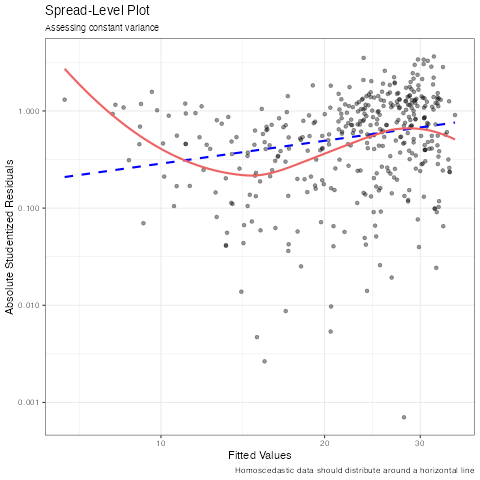 Spread-Level Plot
Assessing constant variance
Absolute Studentized Residuals
1.000
0.100
0.010
0.001
10
20
30
Fitted Values
Homoscedastic data should distribute around a horizontal line